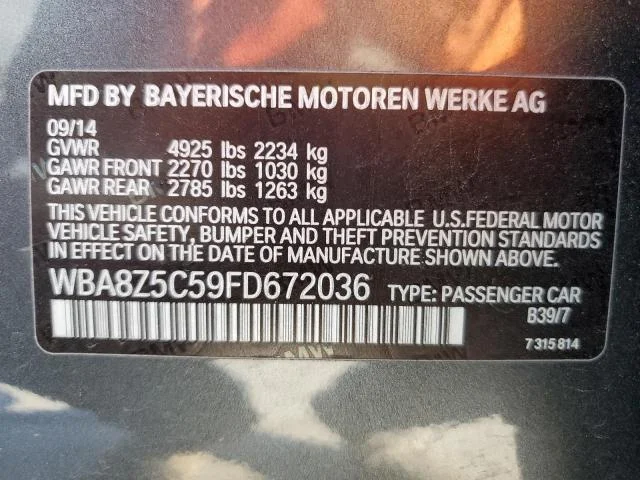 MFD BY BAYERISCHE MOTOREN WERKE AG
09/14
GVWR 4925 lbs 2234 kg
GAWR FRONT 2270 lbs 1030 kg
GAWR REAR 2785 lbs 1263 kg
THIS VEHICLE CONFORMS TO ALL APPLICABLE U.S.FEDERAL MOTOR
VEHICLE SAFETY, BUMPER AND THEFT PREVENTION STANDARDS
IN EFFECT ON THE DATE OF MANUFACTURE SHOWN ABOVE.
WBA8Z5C59FD672036 TYPE: PASSENGER CAR
B39/7
7 315 814